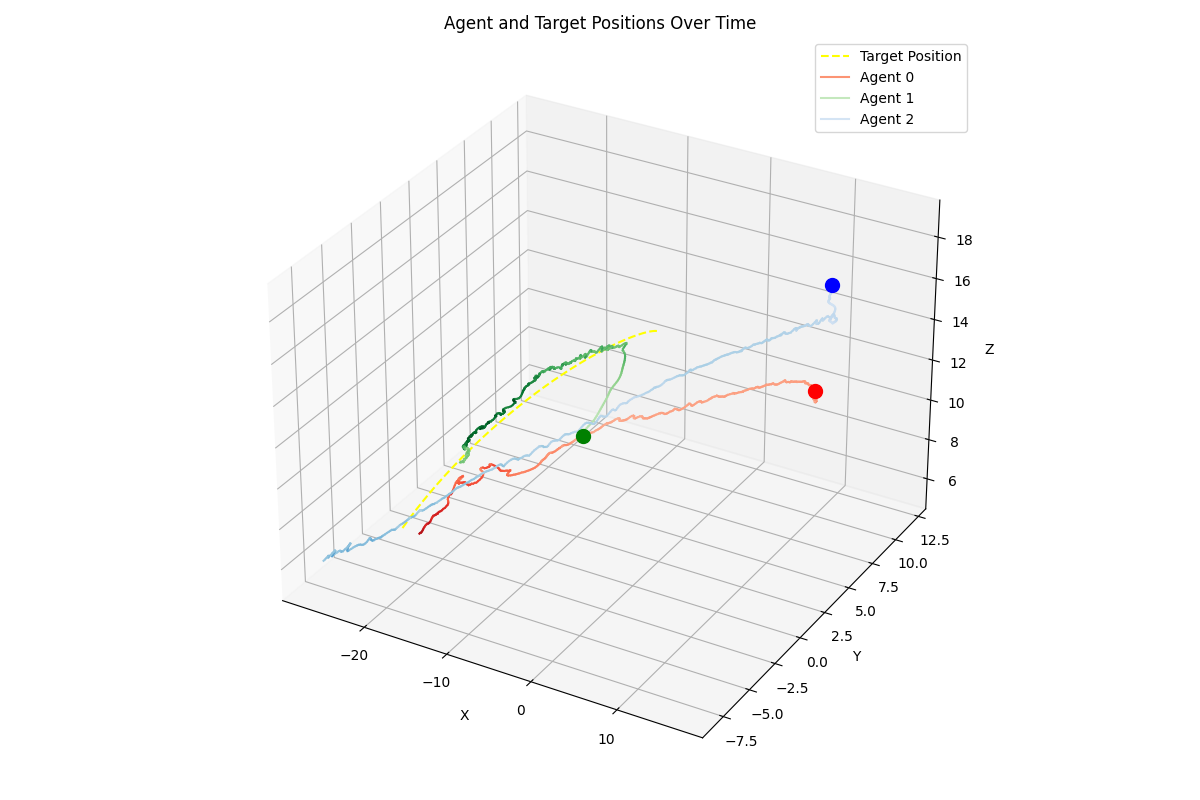 Agent and Target Positions Over Time
Target Position
Agent 0
Agent 1
Agent 2
18
16
14
12
10
8
6
Z
12.5
10.0
7.5
5.0
2.5
0.0
−2.5
−5.0
−7.5
Y
−20
−10
0
10
X